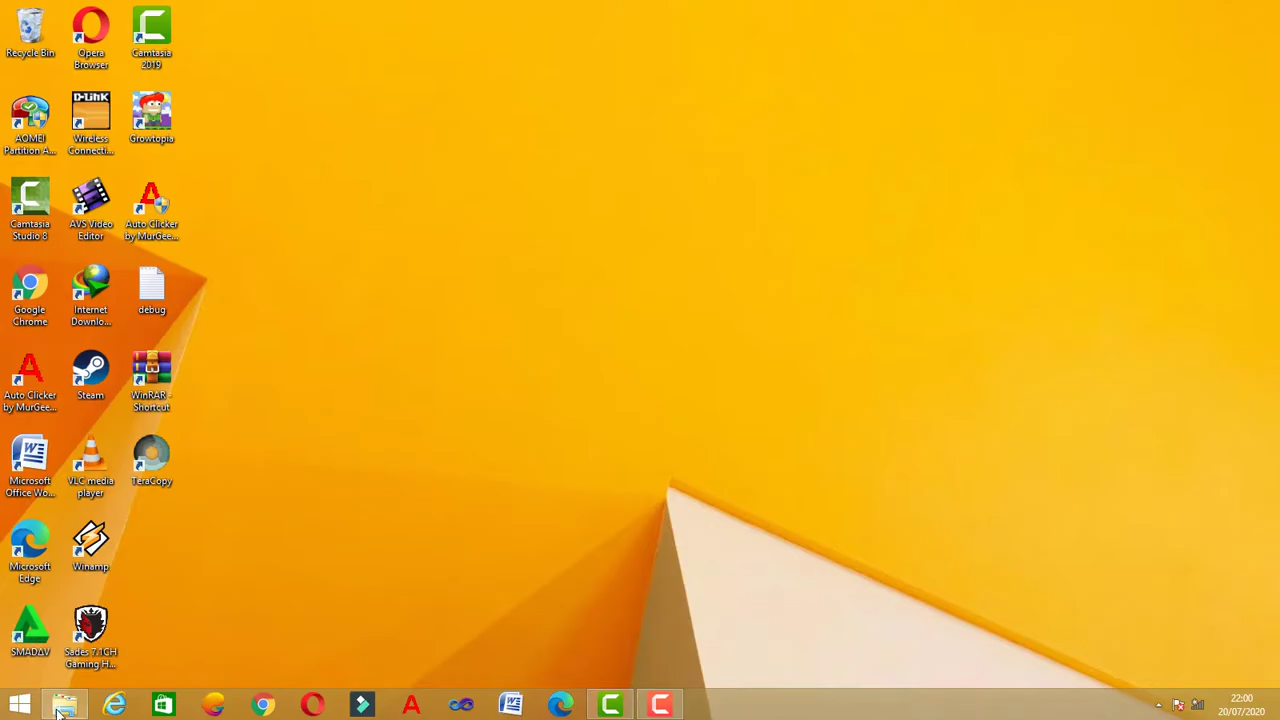 Recycle Bin
Opera
Browser
Camtasia
2019
AOMEI
Partition A...
D-Link
Wireless
Connecti...
Growtopia
Camtasia
Studio 8
AVS Video
Editor
Auto Clicker
by MurGee...
Google
Chrome
Internet
Downlo...
debug
Auto Clicker
by MurGee...
Steam
WinRAR -
Shortcut
Microsoft
Office Wo...
VLC media
player
TeraCopy
Microsoft
Edge
Winamp
SMADΔV
Sades 7.1CH
Gaming H...
22:00
20/07/2020